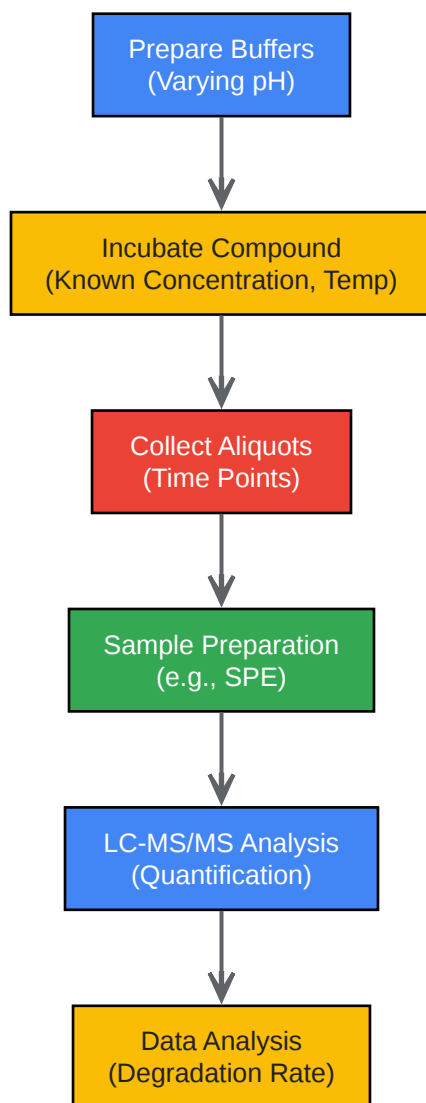 Prepare Buffers
(Varying pH)
Incubate Compound
(Known Concentration, Temp)
Collect Aliquots
(Time Points)
Sample Preparation
(e.g., SPE)
LC-MS/MS Analysis
(Quantification)
Data Analysis
(Degradation Rate)